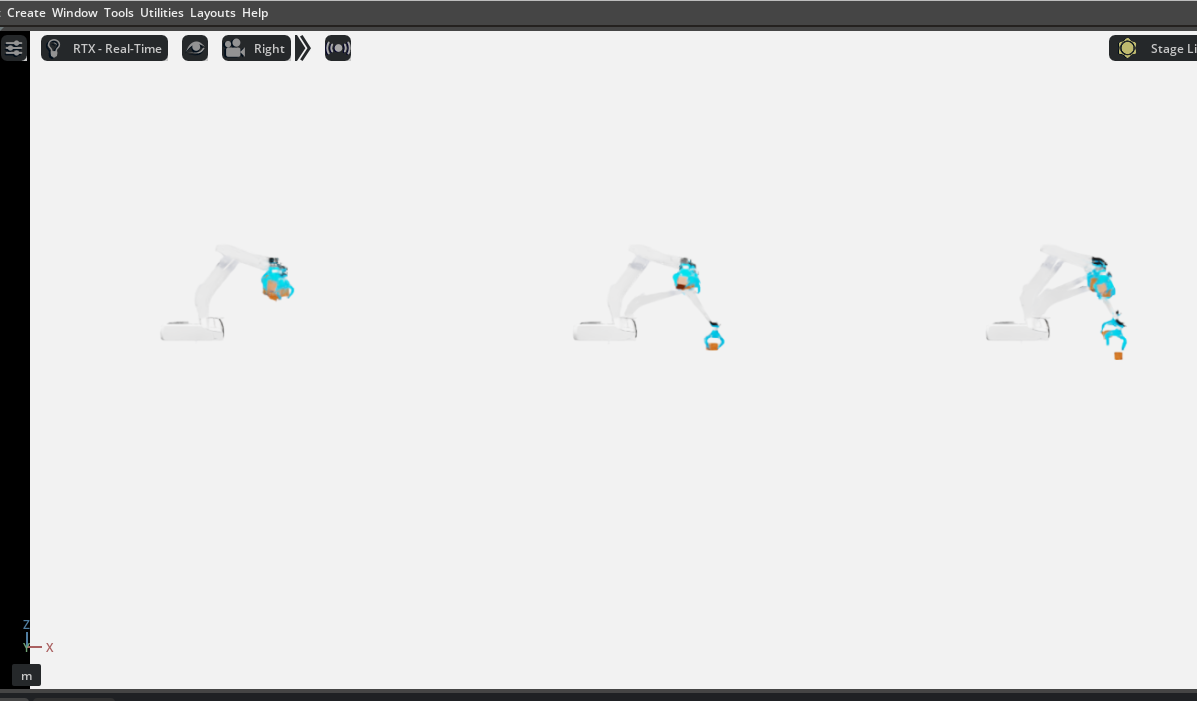 Create Window Tools Utilities Layouts Help
RTX - Real-Time Right Stage Li
Z
Y X
m